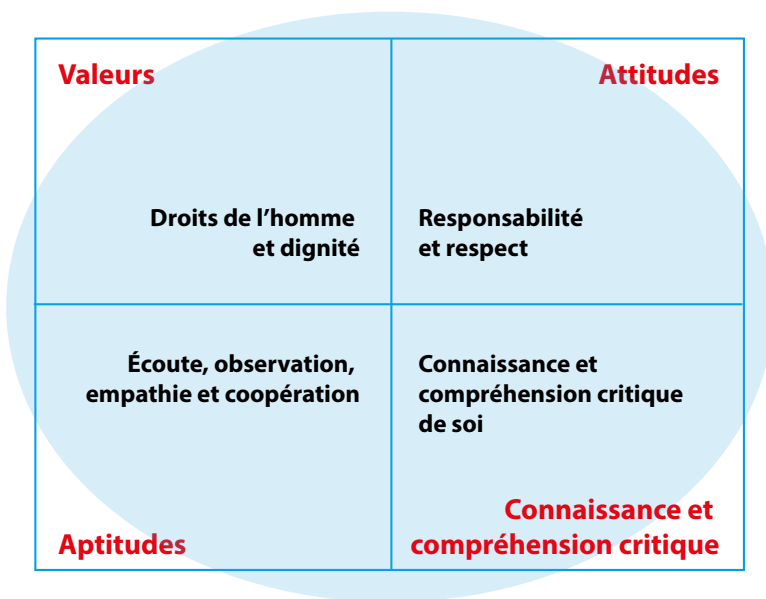 Valeurs
Attitudes
Droits de l’homme
et dignité
Responsabilité
et respect
Écoute, observation,
empathie et coopération
Connaissance et
compréhension critique
de soi
Aptitudes
Connaissance et
compréhension critique